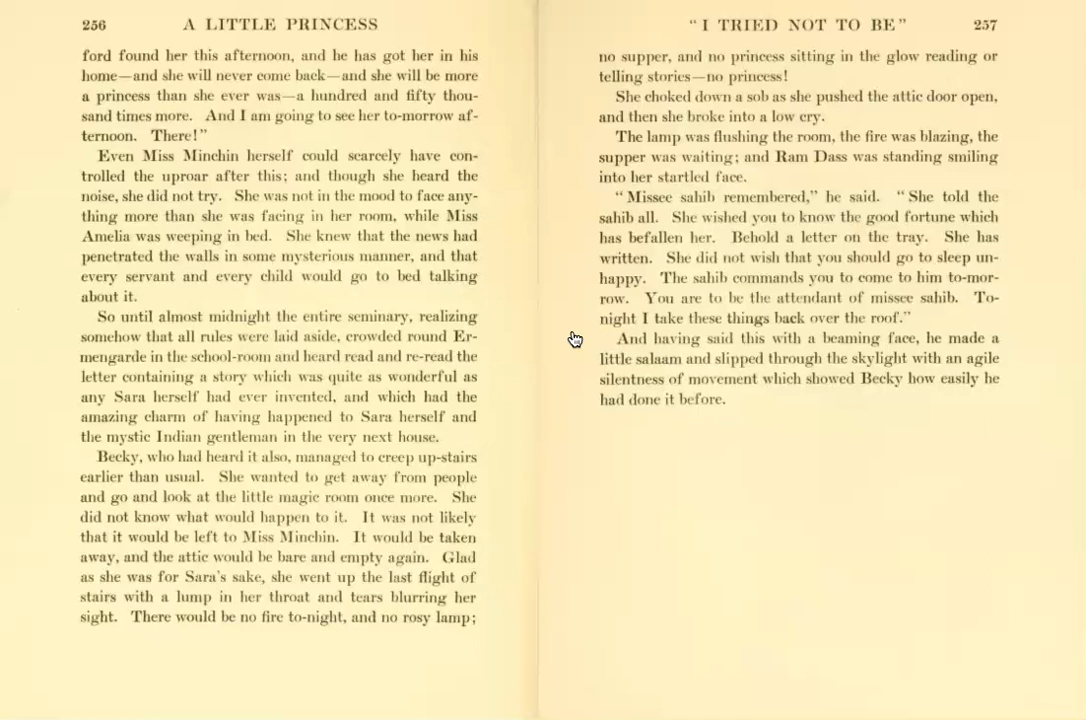 256 A LITTLE PRINCESS
ford found her this afternoon, and he has got her in his
home—and she will never come back—and she will be more
a princess than she ever was—a hundred and fifty thou-
sand times more. And I am going to see her to-morrow af-
ternoon. There!”
Even Miss Minchin herself could scarcely have con-
trolled the uproar after this; and though she heard the
noise, she did not try. She was not in the mood to face any-
thing more than she was facing in her room, while Miss
Amelia was weeping in bed. She knew that the news had
penetrated the walls in some mysterious manner, and that
every servant and every child would go to bed talking
about it.
So until almost midnight the entire seminary, realizing
somehow that all rules were laid aside, crowded round Er-
mengarde in the school-room and heard read and re-read the
letter containing a story which was quite as wonderful as
any Sara herself had ever invented, and which had the
amazing charm of having happened to Sara herself and
the mystic Indian gentleman in the very next house.
Becky, who had heard it also, managed to creep up-stairs
earlier than usual. She wanted to get away from people
and go and look at the little magic room once more. She
did not know what would happen to it. It was not likely
that it would be left to Miss Minchin. It would be taken
away, and the attic would be bare and empty again. Glad
as she was for Sara's sake, she went up the last flight of
stairs with a lump in her throat and tears blurring her
sight. There would be no fire to-night, and no rosy lamp;
“I TRIED NOT TO BE” 257
no supper, and no princess sitting in the glow reading or
telling stories—no princess!
She choked down a sob as she pushed the attic door open,
and then she broke into a low cry.
The lamp was flushing the room, the fire was blazing, the
supper was waiting; and Ram Dass was standing smiling
into her startled face.
“Missee sahib remembered,” he said. “She told the
sahib all. She wished you to know the good fortune which
has befallen her. Behold a letter on the tray. She has
written. She did not wish that you should go to sleep un-
happy. The sahib commands you to come to him to-mor-
row. You are to be the attendant of missee sahib. To-
night I take these things back over the roof.”
And having said this with a beaming face, he made a
little salaam and slipped through the skylight with an agile
silentness of movement which showed Becky how easily he
had done it before.